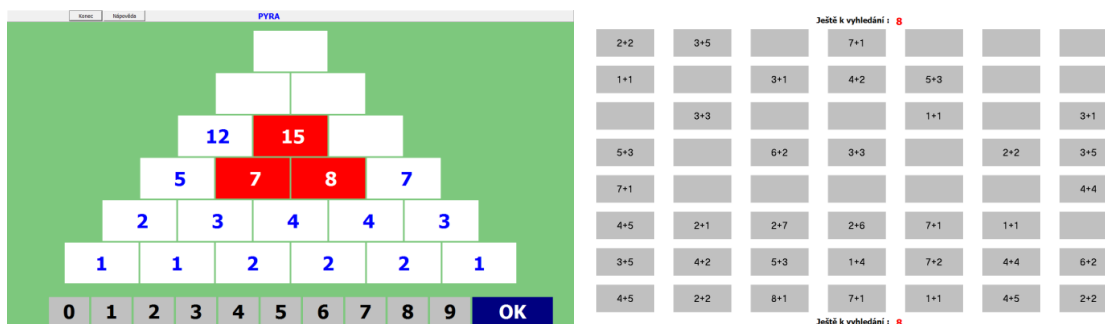 Konec Nápověda PYRA
12 15
5 7 8 7
2 3 4 4 3
1 1 2 2 2 1
0 1 2 3 4 5 6 7 8 9 OK
Ještě k vyhledání : 8
2+2 3+5 7+1
1+1 3+1 4+2 5+3
3+3 1+1 3+1
5+3 6+2 3+3 2+2 3+5
7+1 4+4
4+5 2+1 2+7 2+6 7+1 1+1
3+5 4+2 5+3 1+4 7+2 4+4 6+2
4+5 2+2 8+1 7+1 1+1 4+5 2+2
Ještě k vyhledání : 8